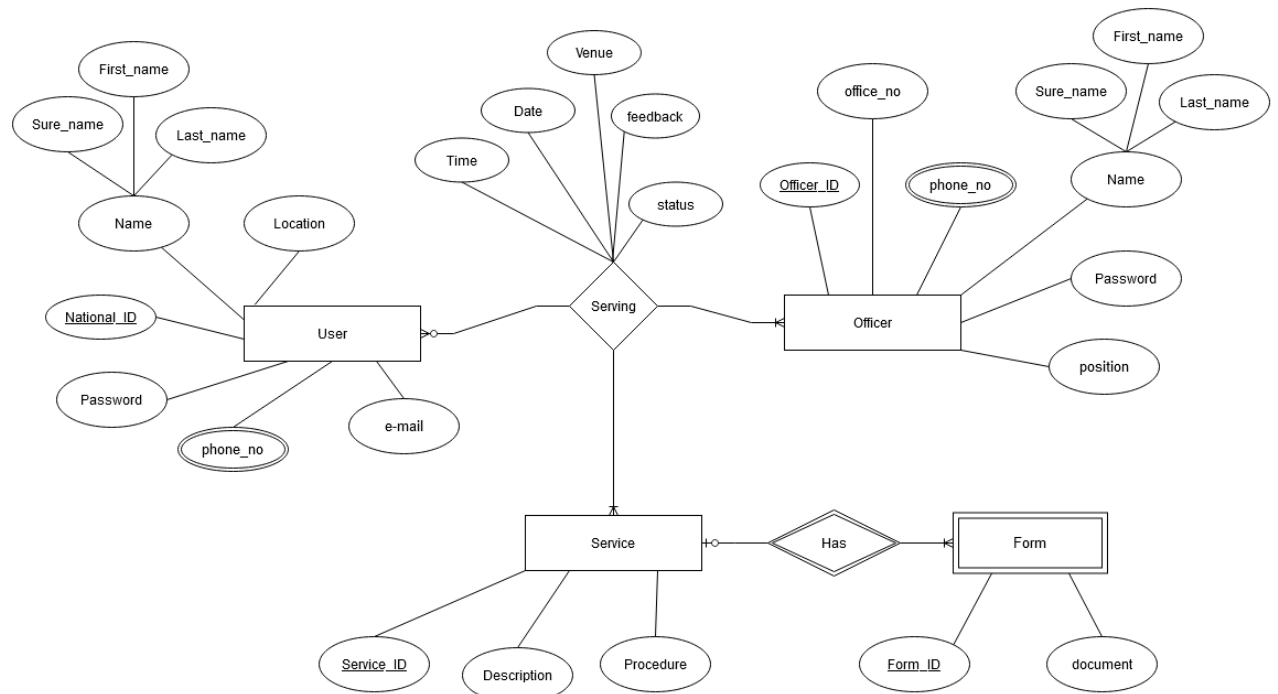 First_name
Sure_name
Last_name
Name
Location
National_ID
User
Password
phone_no
e-mail
Venue
Date
feedback
Time
status
Serving
office_no
Officer_ID
phone_no
First_name
Sure_name
Last_name
Name
Password
Officer
position
Service
Has
Form
Service_ID
Description
Procedure
Form_ID
document